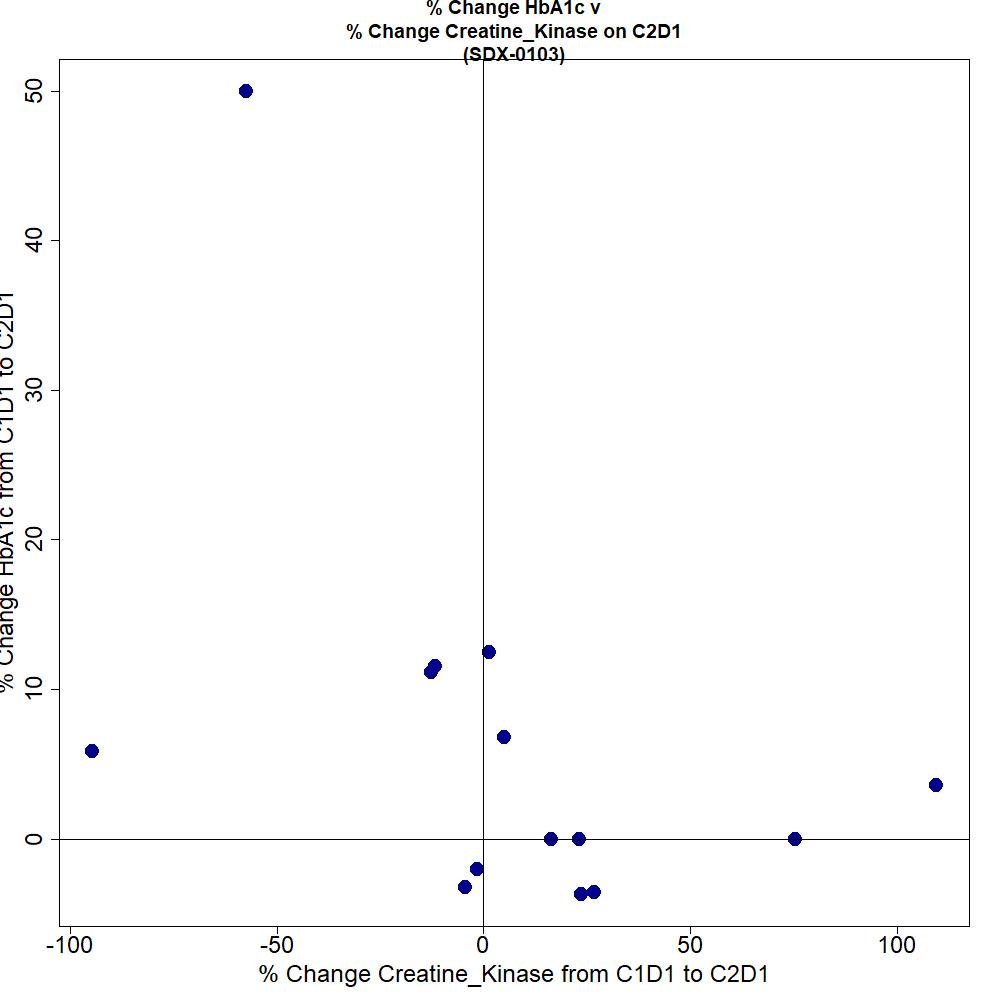 % Change HbA1c v
% Change Creatine_Kinase on C2D1
(SDX-0103)
% Change HbA1c from C1D1 to C2D1
50
40
30
20
10
0
-100
-50
0
50
100
% Change Creatine_Kinase from C1D1 to C2D1